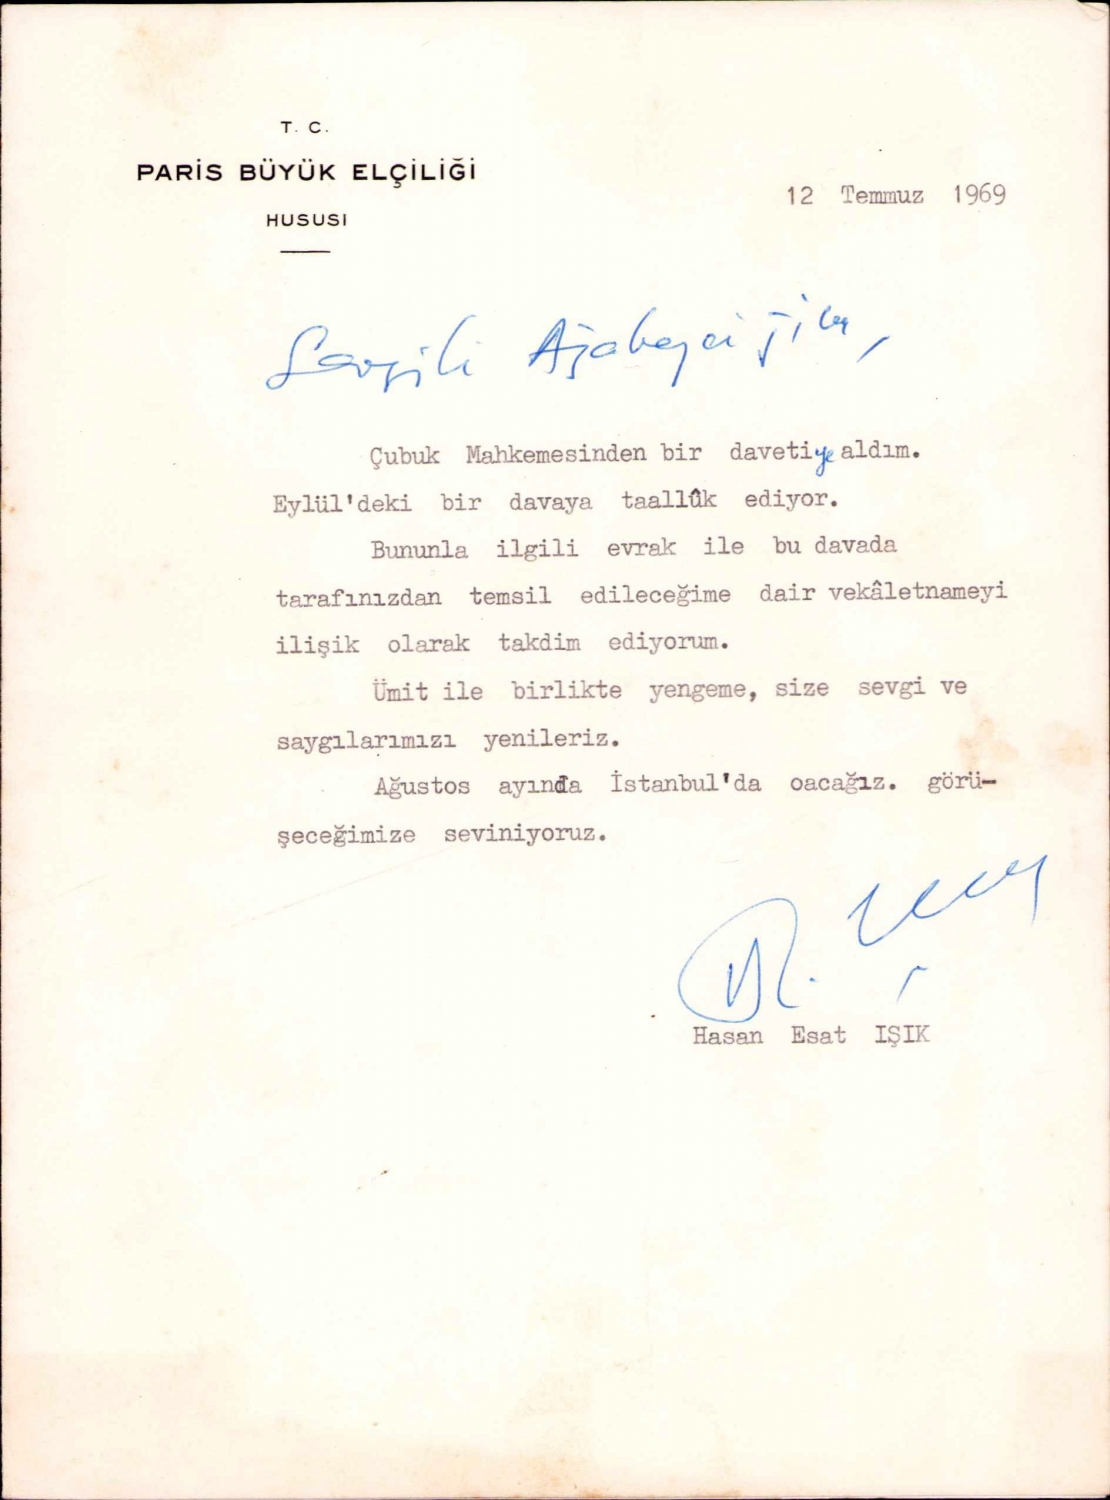 T. C.
PARİS BÜYÜK ELÇİLİĞİ
HUSUSI
12 Temmuz 1969
Sevgili Ağabeyciğim,
Çubuk Mahkemesinden bir davetiye aldım.
Eylül'deki bir davaya taallûk ediyor.
Bununla ilgili evrak ile bu davada
tarafınızdan temsil edileceğime dair vekâletnameyi
ilişik olarak takdim ediyorum.
Ümit ile birlikte yengeme, size sevgi ve
saygılarımızı yenileriz.
Ağustos ayında İstanbul'da oacağız. görü-
şeceğimize seviniyoruz.
Hasan Esat IŞIK